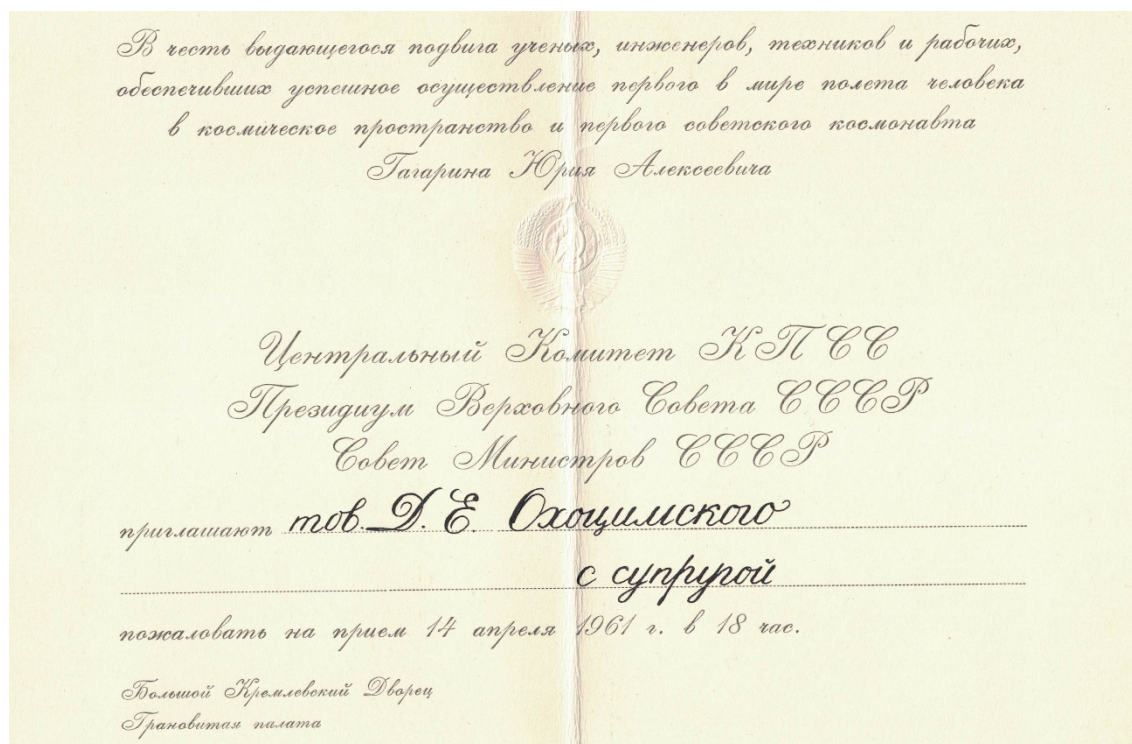 В честь выдающегося подвига ученых, инженеров, техников и рабочих,
обеспечивших успешное осуществление первого в мире полета человека
в космическое пространство и первого советского космонавта
Гагарина Юрия Алексеевича
Центральный Комитет КПСС
Президиум Верховного Совета СССР
Совет Министров СССР
приглашают тов. Д. Е. Охоцимского
с супругой
пожаловать на прием 14 апреля 1961 г. в 18 час.
Большой Кремлевский Дворец
Грановитая палата